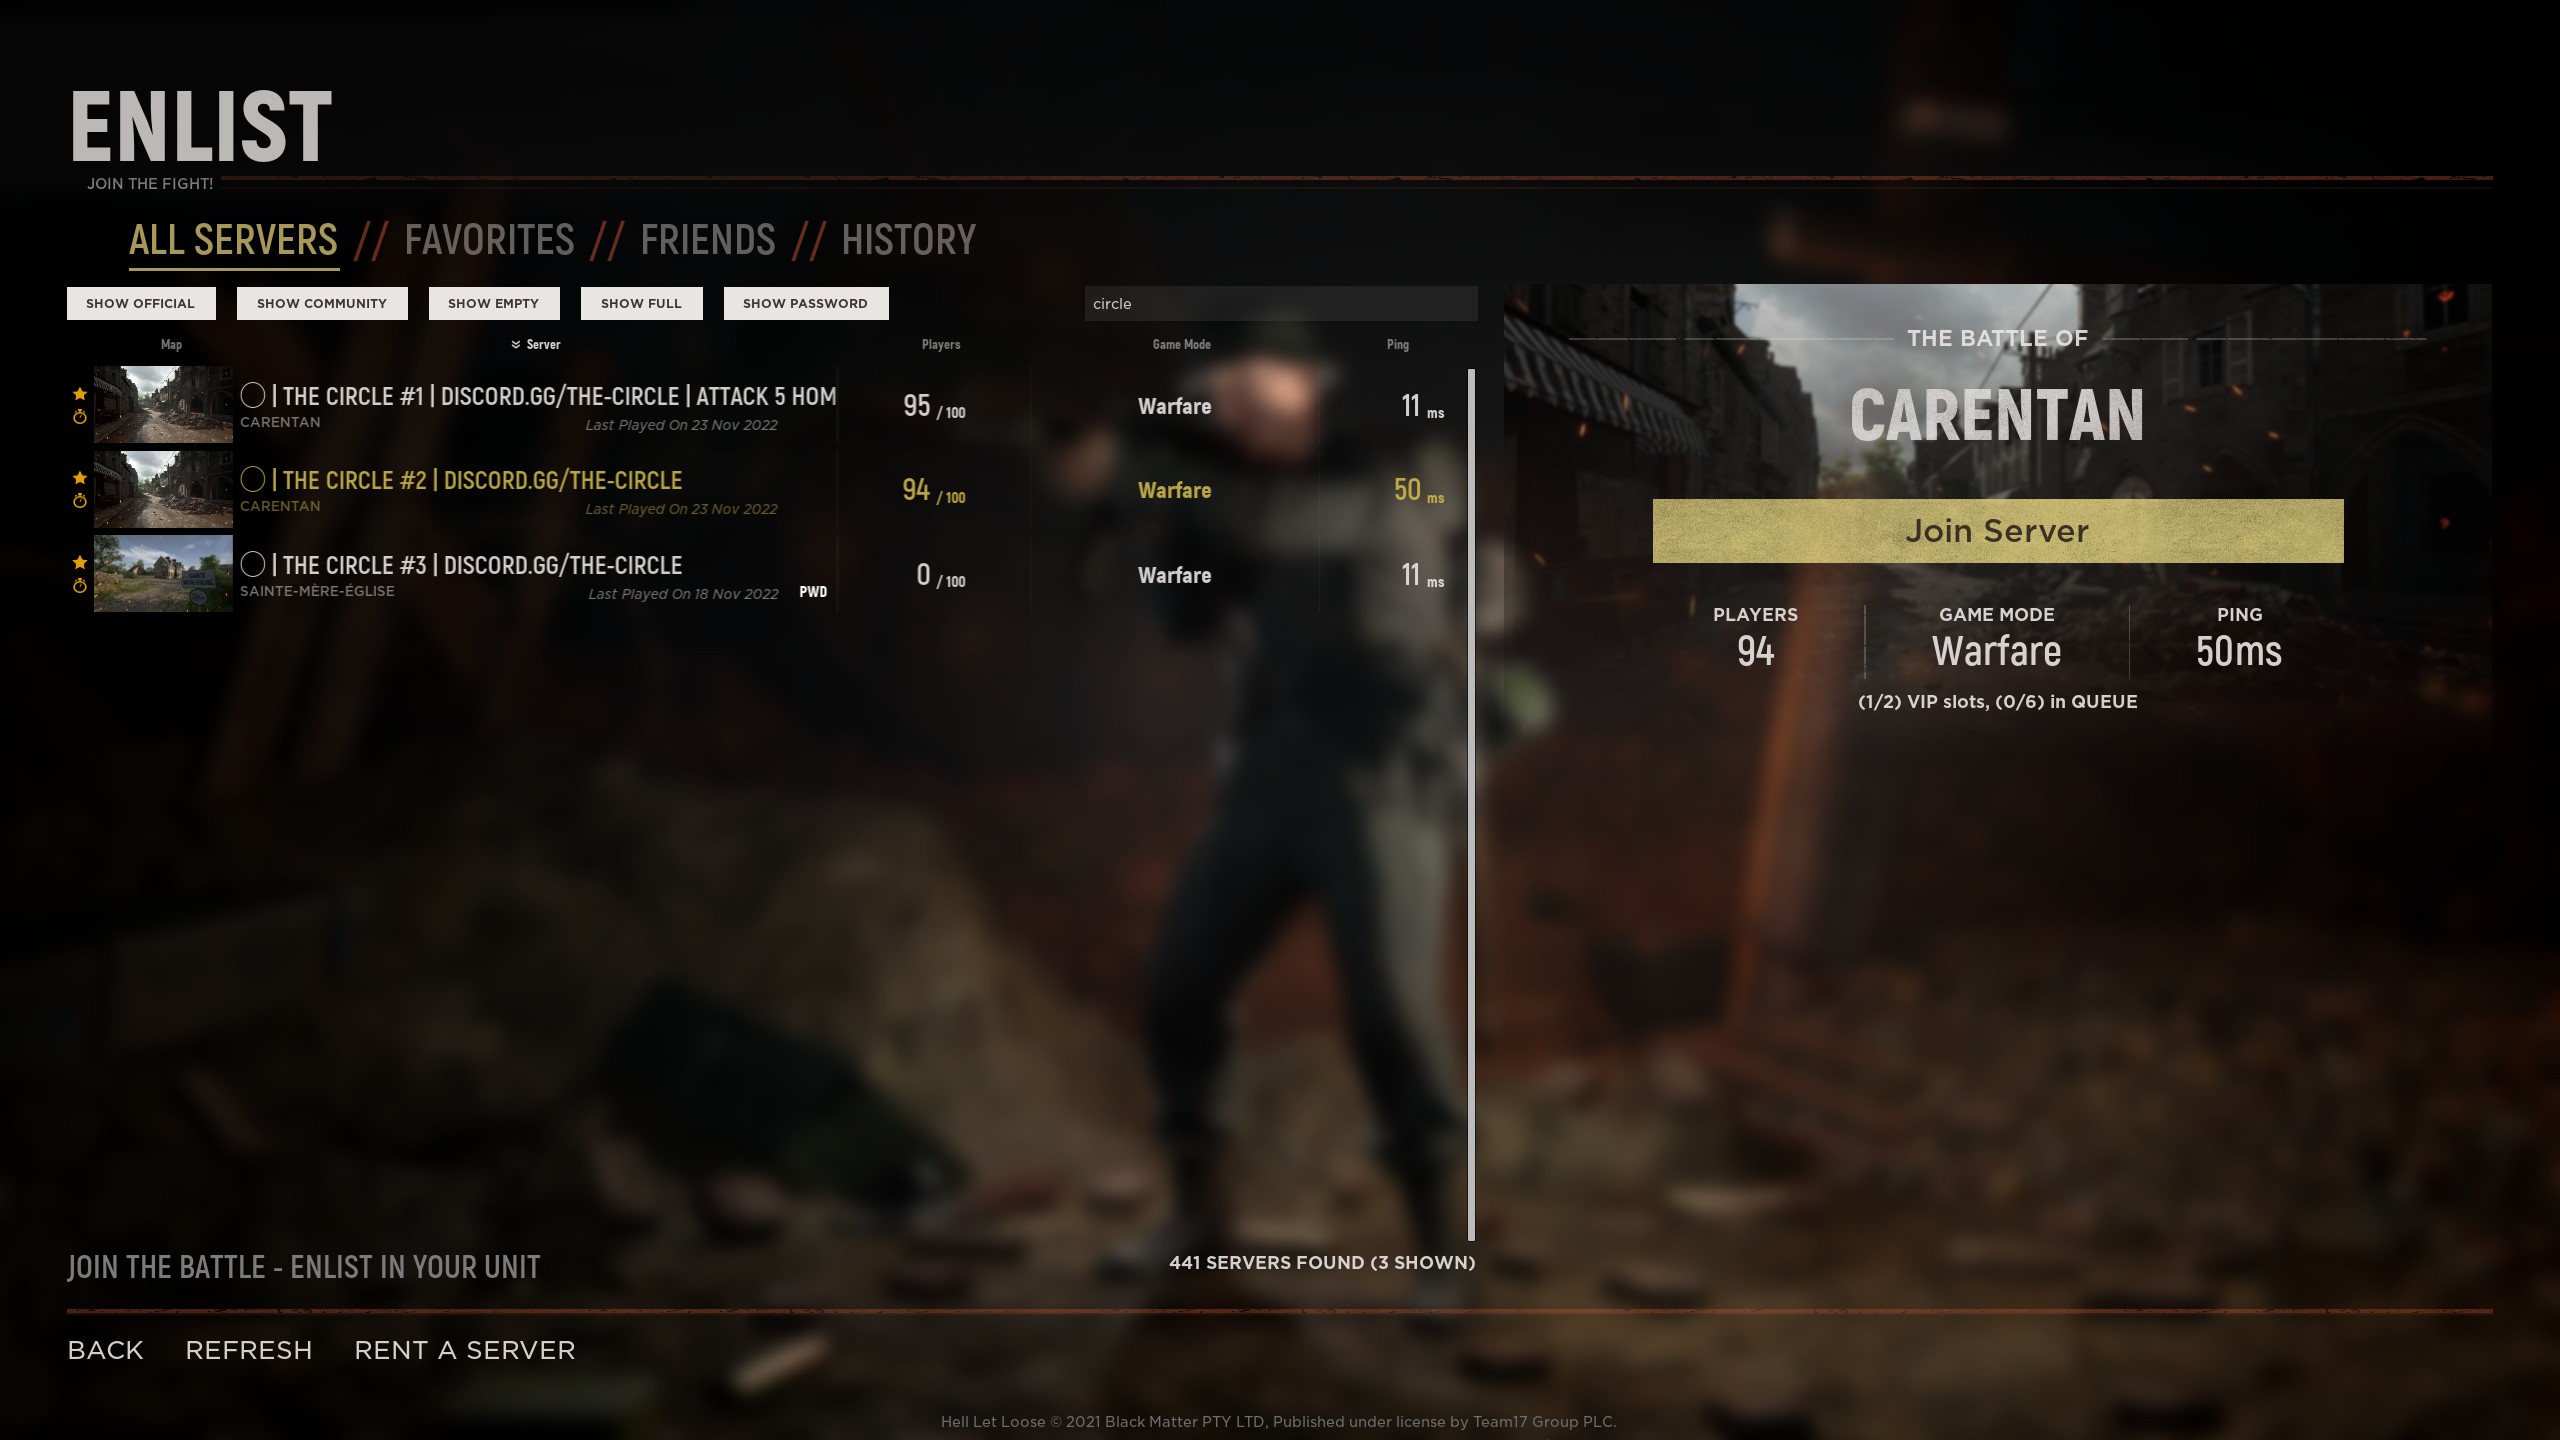 ENLIST
JOIN THE FIGHT!
ALL SERVERS // FAVORITES // FRIENDS // HISTORY
SHOW OFFICIAL SHOW COMMUNITY SHOW EMPTY SHOW FULL SHOW PASSWORD circle
Map Server Players Game Mode Ping
| THE CIRCLE #1 | DISCORD.GG/THE-CIRCLE | ATTACK 5 HOM 95 / 100 Warfare 11 ms
CARENTAN Last Played On 23 Nov 2022
| THE CIRCLE #2 | DISCORD.GG/THE-CIRCLE 94 / 100 Warfare 50 ms
CARENTAN Last Played On 23 Nov 2022
| THE CIRCLE #3 | DISCORD.GG/THE-CIRCLE 0 / 100 Warfare 11 ms
SAINTE-MÈRE-ÉGLISE Last Played On 18 Nov 2022 PWD
THE BATTLE OF
CARENTAN
Join Server
PLAYERS GAME MODE PING
94 Warfare 50ms
(1/2) VIP slots, (0/6) in QUEUE
JOIN THE BATTLE - ENLIST IN YOUR UNIT
441 SERVERS FOUND (3 SHOWN)
BACK REFRESH RENT A SERVER
Hell Let Loose © 2021 Black Matter PTY LTD, Published under license by Team17 Group PLC.